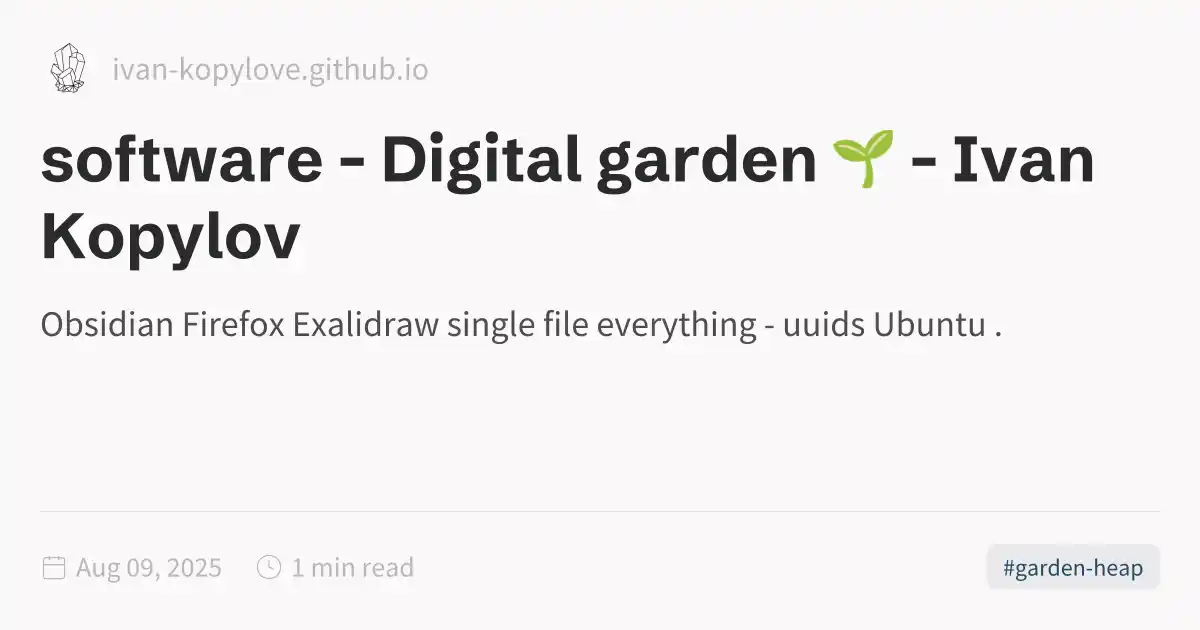 ivan-kopylove.github.io
software - Digital garden 🌱 - Ivan
Kopylov
Obsidian Firefox Exalidraw single file everything - uuids Ubuntu .
Aug 09, 2025
1 min read
#garden-heap